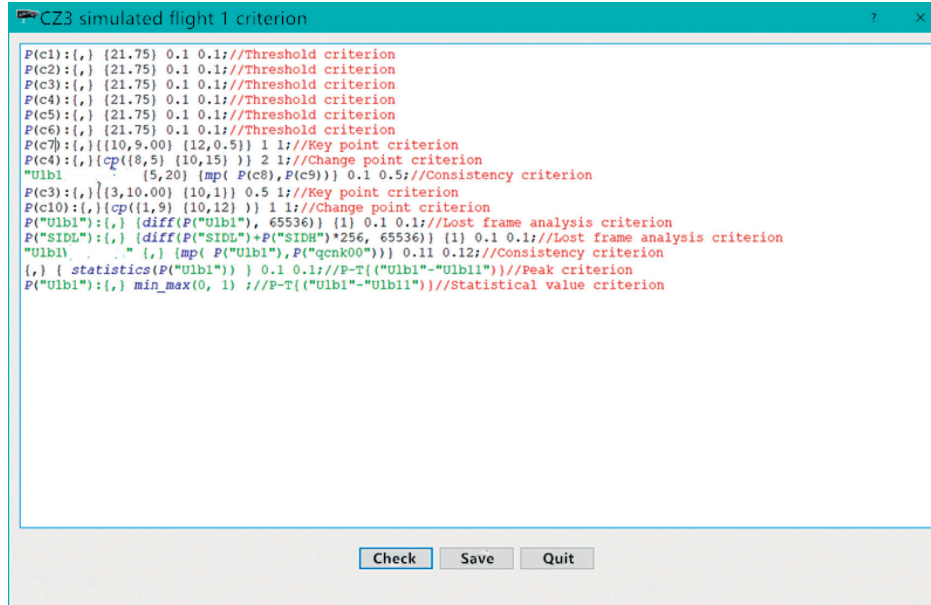 CZ3 simulated flight 1 criterion
? ×
P(c1):{,} {21.75} 0.1 0.1;//Threshold criterion
P(c2):{,} {21.75} 0.1 0.1;//Threshold criterion
P(c3):{,} {21.75} 0.1 0.1;//Threshold criterion
P(c4):{,} {21.75} 0.1 0.1;//Threshold criterion
P(c5):{,} {21.75} 0.1 0.1;//Threshold criterion
P(c6):{,} {21.75} 0.1 0.1;//Threshold criterion
P(c7):{,}{{10,9.00} {12,0.5}} 1 1;//Key point criterion
P(c4):{,}{cp({8,5} {10,15} )} 2 1;//Change point criterion
"Ulb1 {5,20} {mp( P(c8),P(c9))} 0.1 0.5;//Consistency criterion
P(c3):{,}{{3,10.00} {10,1}} 0.5 1;//Key point criterion
P(c10):{,}{cp({1,9} {10,12} )} 1 1;//Change point criterion
P("Ulb1"):{,} {diff(P("Ulb1"), 65536)} {1} 0.1 0.1;//Lost frame analysis criterion
P("SIDL"):{,} {diff(P("SIDL")+P("SIDH")*256, 65536)} {1} 0.1 0.1;//Lost frame analysis criterion
"Ulb1 " {,} {mp( P("Ulb1"),P("qcnk00"))} 0.11 0.12;//Consistency criterion
{,} { statistics(P("Ulb1")) } 0.1 0.1;//P-T{("Ulb1"-"Ulb11")}//Peak criterion
P("Ulb1"):{,} min_max(0, 1) ;//P-T{("Ulb1"-"Ulb11")}//Statistical value criterion
Check Save Quit